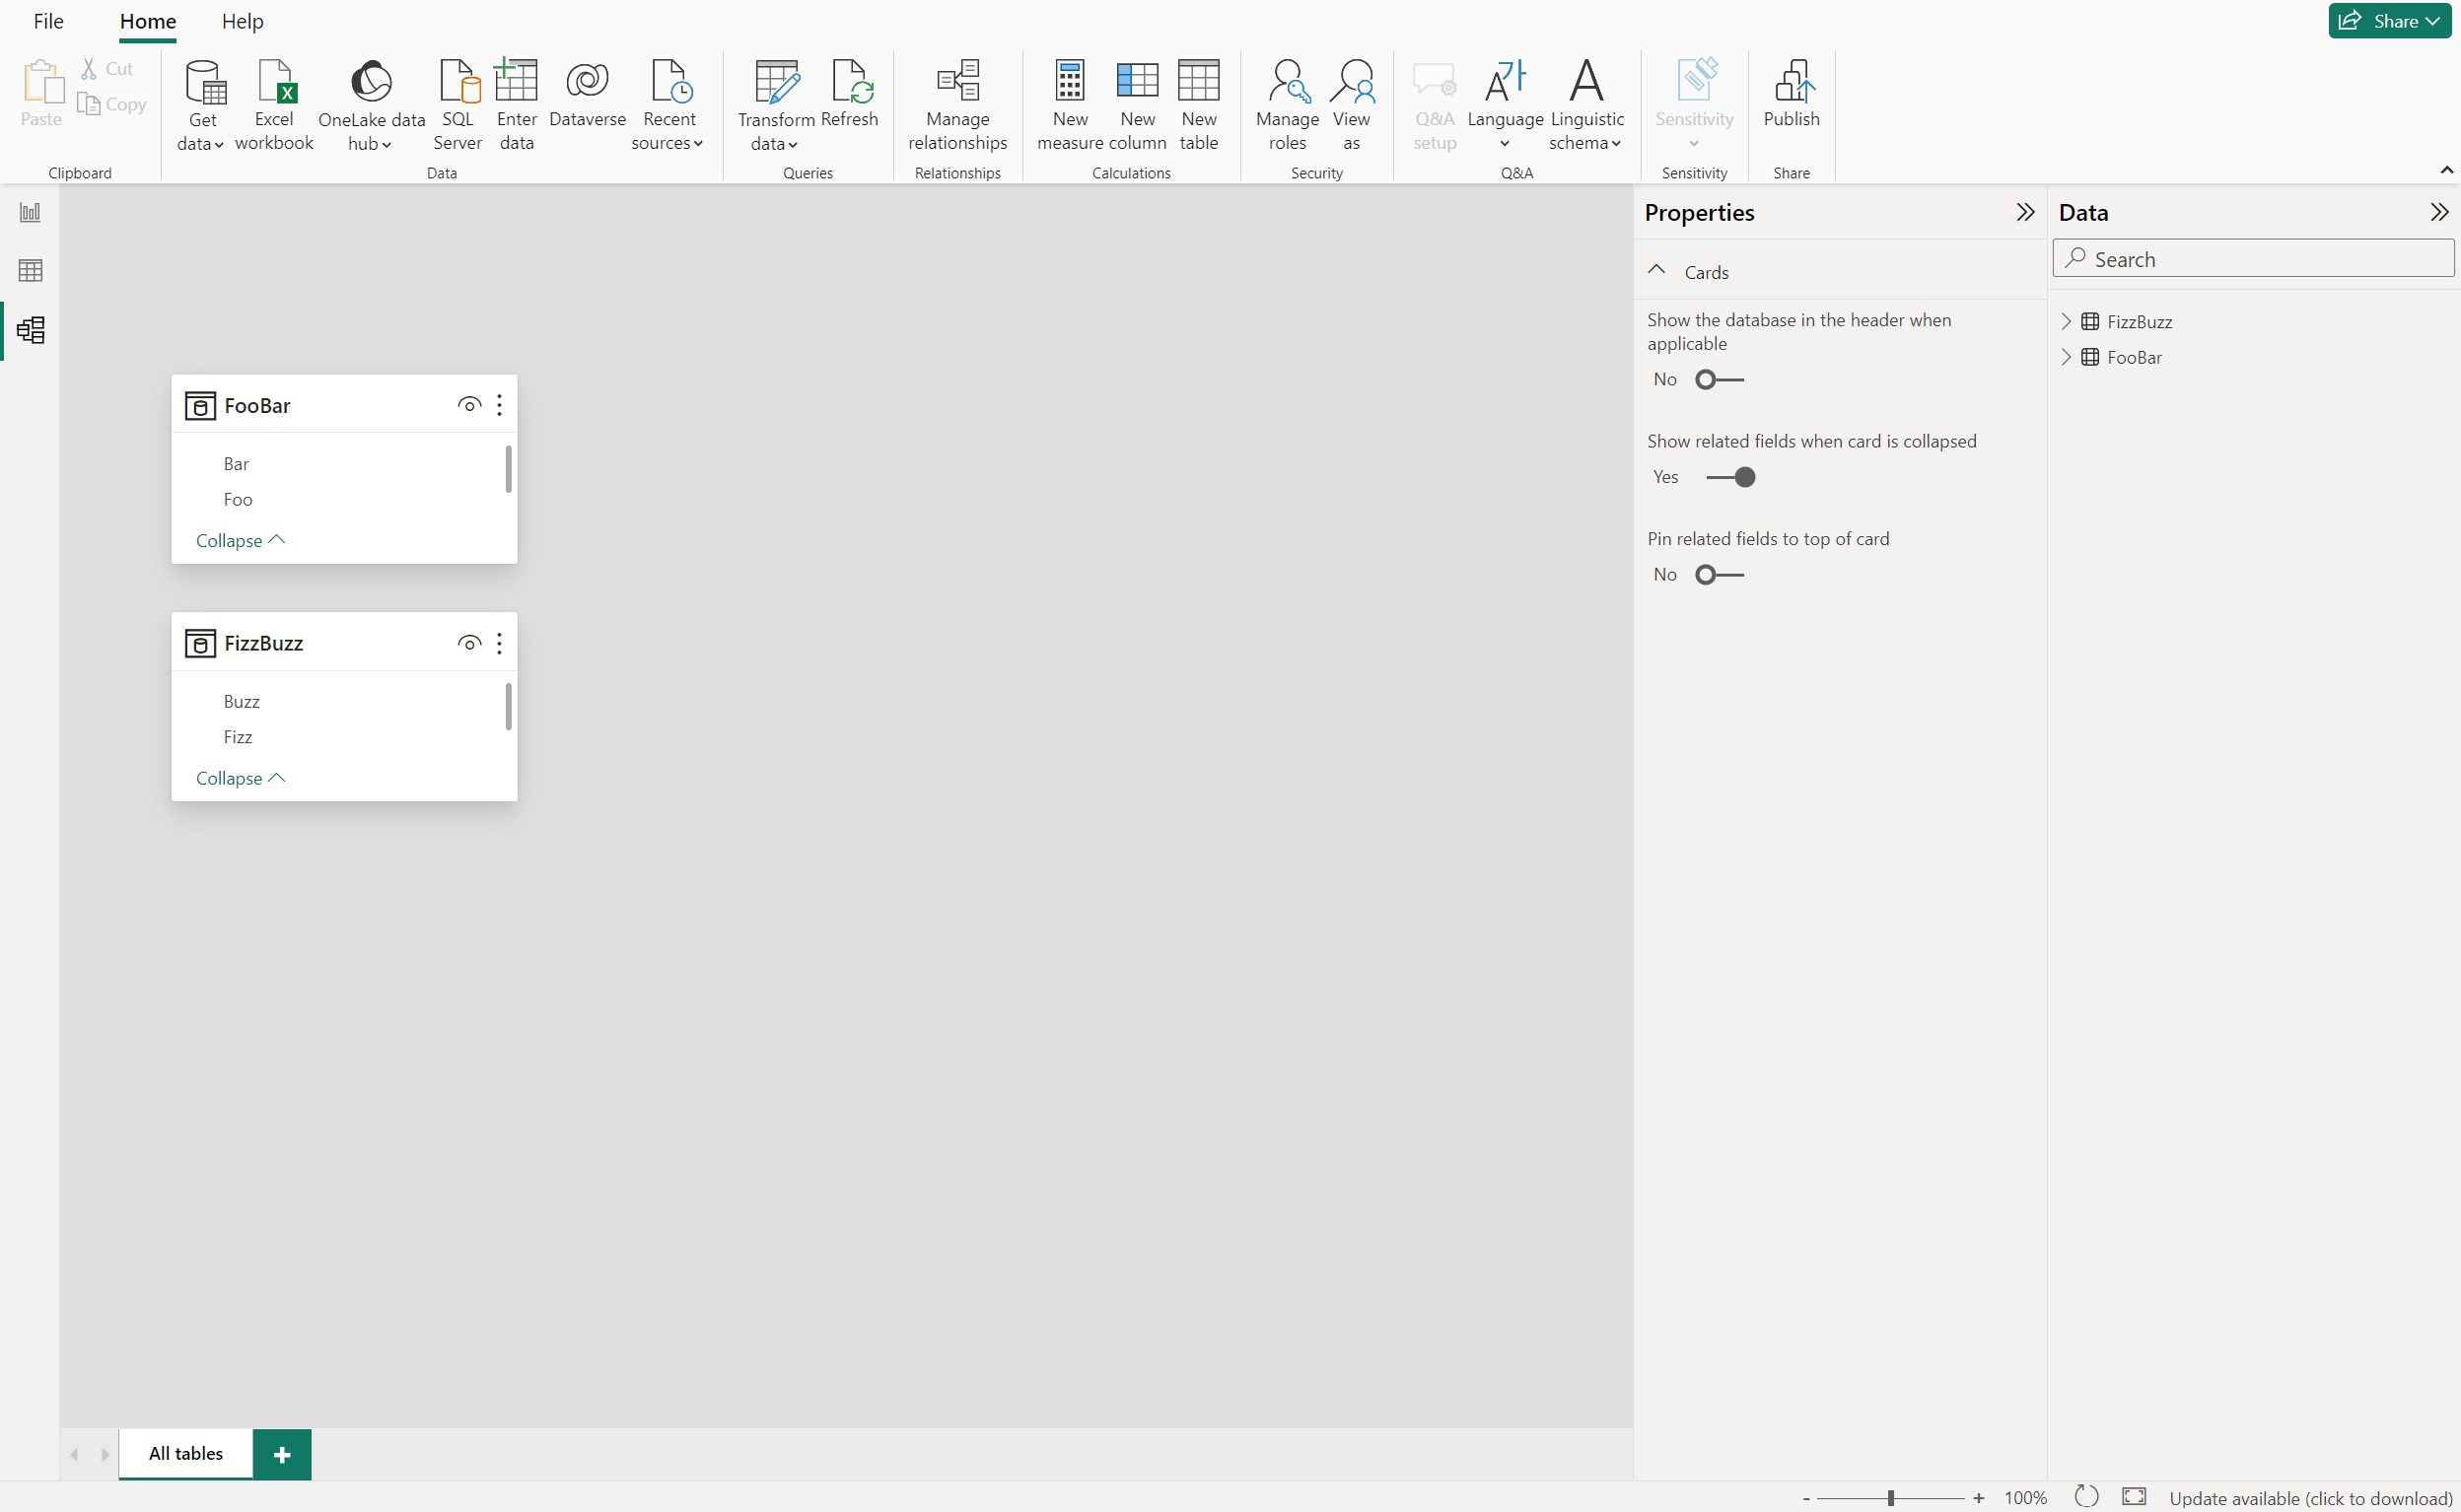 File Home Help
Share
Paste
Cut
Copy
Clipboard
Get data
Excel workbook
OneLake data hub
SQL Server
Enter data
Dataverse
Recent sources
Data
Transform data
Refresh
Queries
Manage relationships
Relationships
New measure
New column
New table
Calculations
Manage roles
View as
Security
Q&A setup
Language
Linguistic schema
Q&A
Sensitivity
Sensitivity
Publish
Share
FooBar
Bar
Foo
Collapse
FizzBuzz
Buzz
Fizz
Collapse
Properties
Cards
Show the database in the header when
applicable
No
Show related fields when card is collapsed
Yes
Pin related fields to top of card
No
Data
Search
FizzBuzz
FooBar
All tables
+
- + 100%
Update available (click to download)